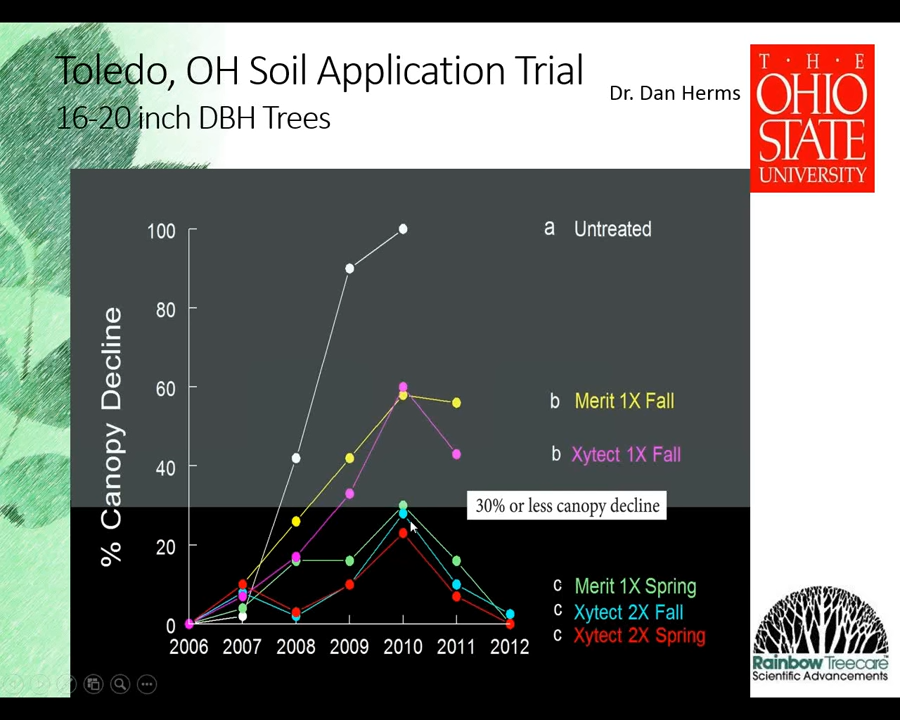 Toledo, OH Soil Application Trial
16-20 inch DBH Trees
Dr. Dan Herms
T · H · E
OHIO
STATE
UNIVERSITY
% Canopy Decline
100
80
60
40
20
0
2006 2007 2008 2009 2010 2011 2012
a Untreated
b Merit 1X Fall
b Xytect 1X Fall
30% or less canopy decline
c Merit 1X Spring
c Xytect 2X Fall
c Xytect 2X Spring
Rainbow Treecare
Scientific Advancements